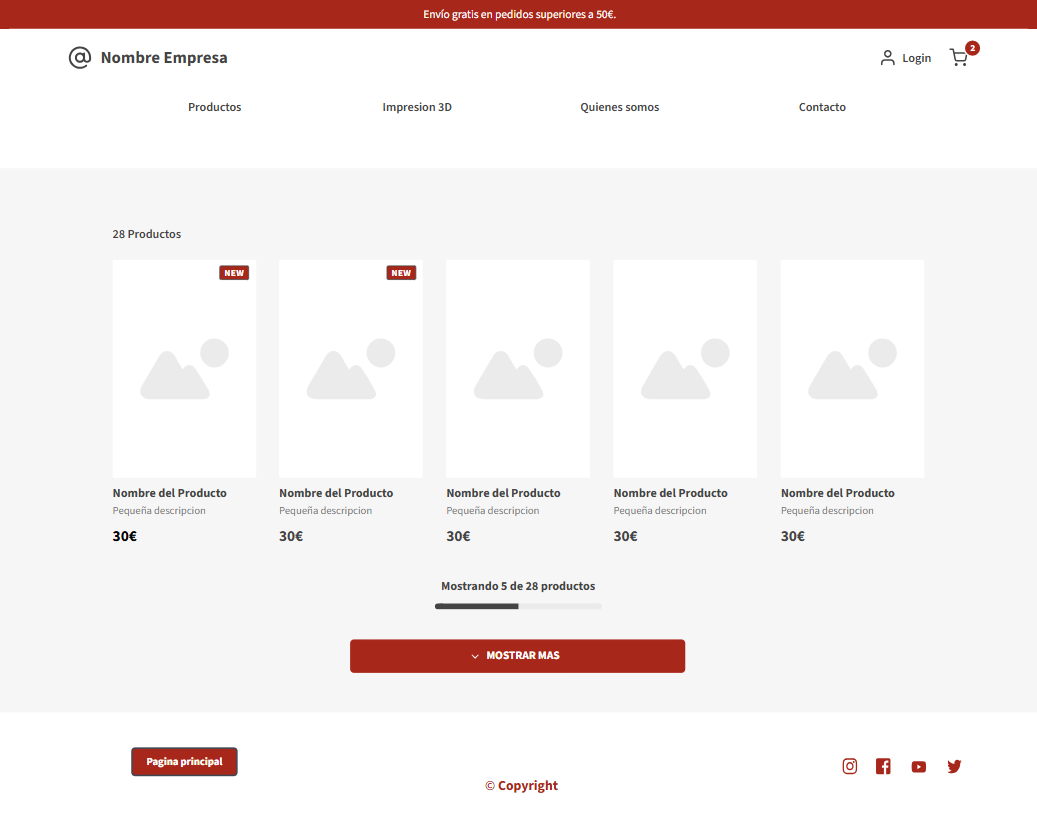 Envío gratis en pedidos superiores a 50€.
@ Nombre Empresa
Login
2
Productos Impresion 3D Quienes somos Contacto
28 Productos
NEW NEW
Nombre del Producto Nombre del Producto Nombre del Producto Nombre del Producto Nombre del Producto
Pequeña descripcion Pequeña descripcion Pequeña descripcion Pequeña descripcion Pequeña descripcion
30€ 30€ 30€ 30€ 30€
Mostrando 5 de 28 productos
MOSTRAR MAS
Pagina principal
© Copyright